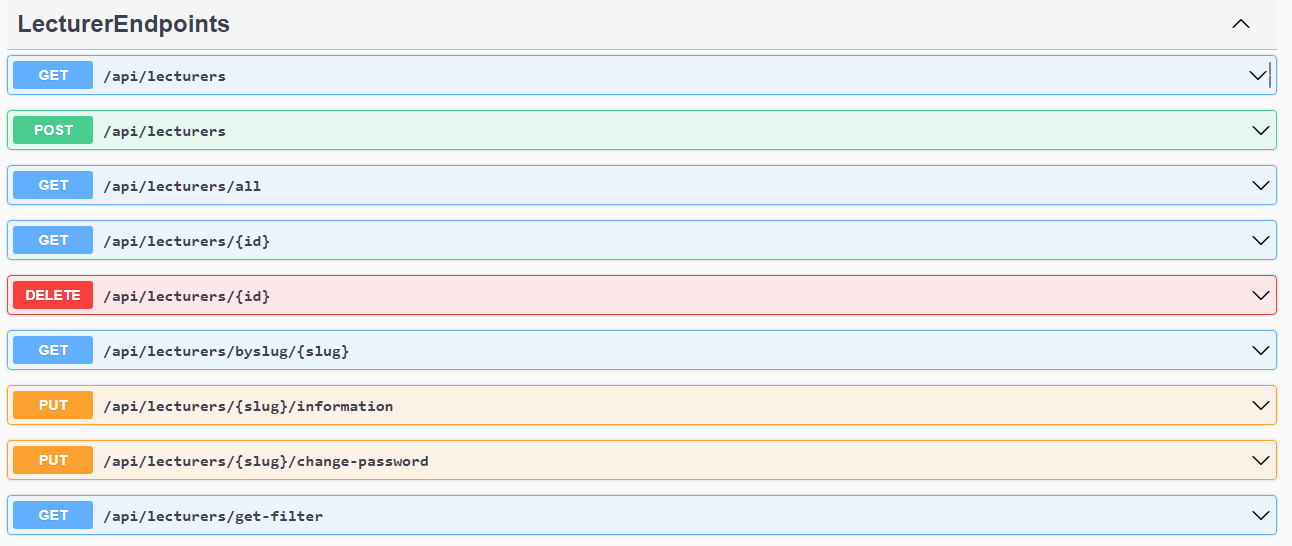 LecturerEndpoints
GET /api/lecturers
POST /api/lecturers
GET /api/lecturers/all
GET /api/lecturers/{id}
DELETE /api/lecturers/{id}
GET /api/lecturers/byslug/{slug}
PUT /api/lecturers/{slug}/information
PUT /api/lecturers/{slug}/change-password
GET /api/lecturers/get-filter